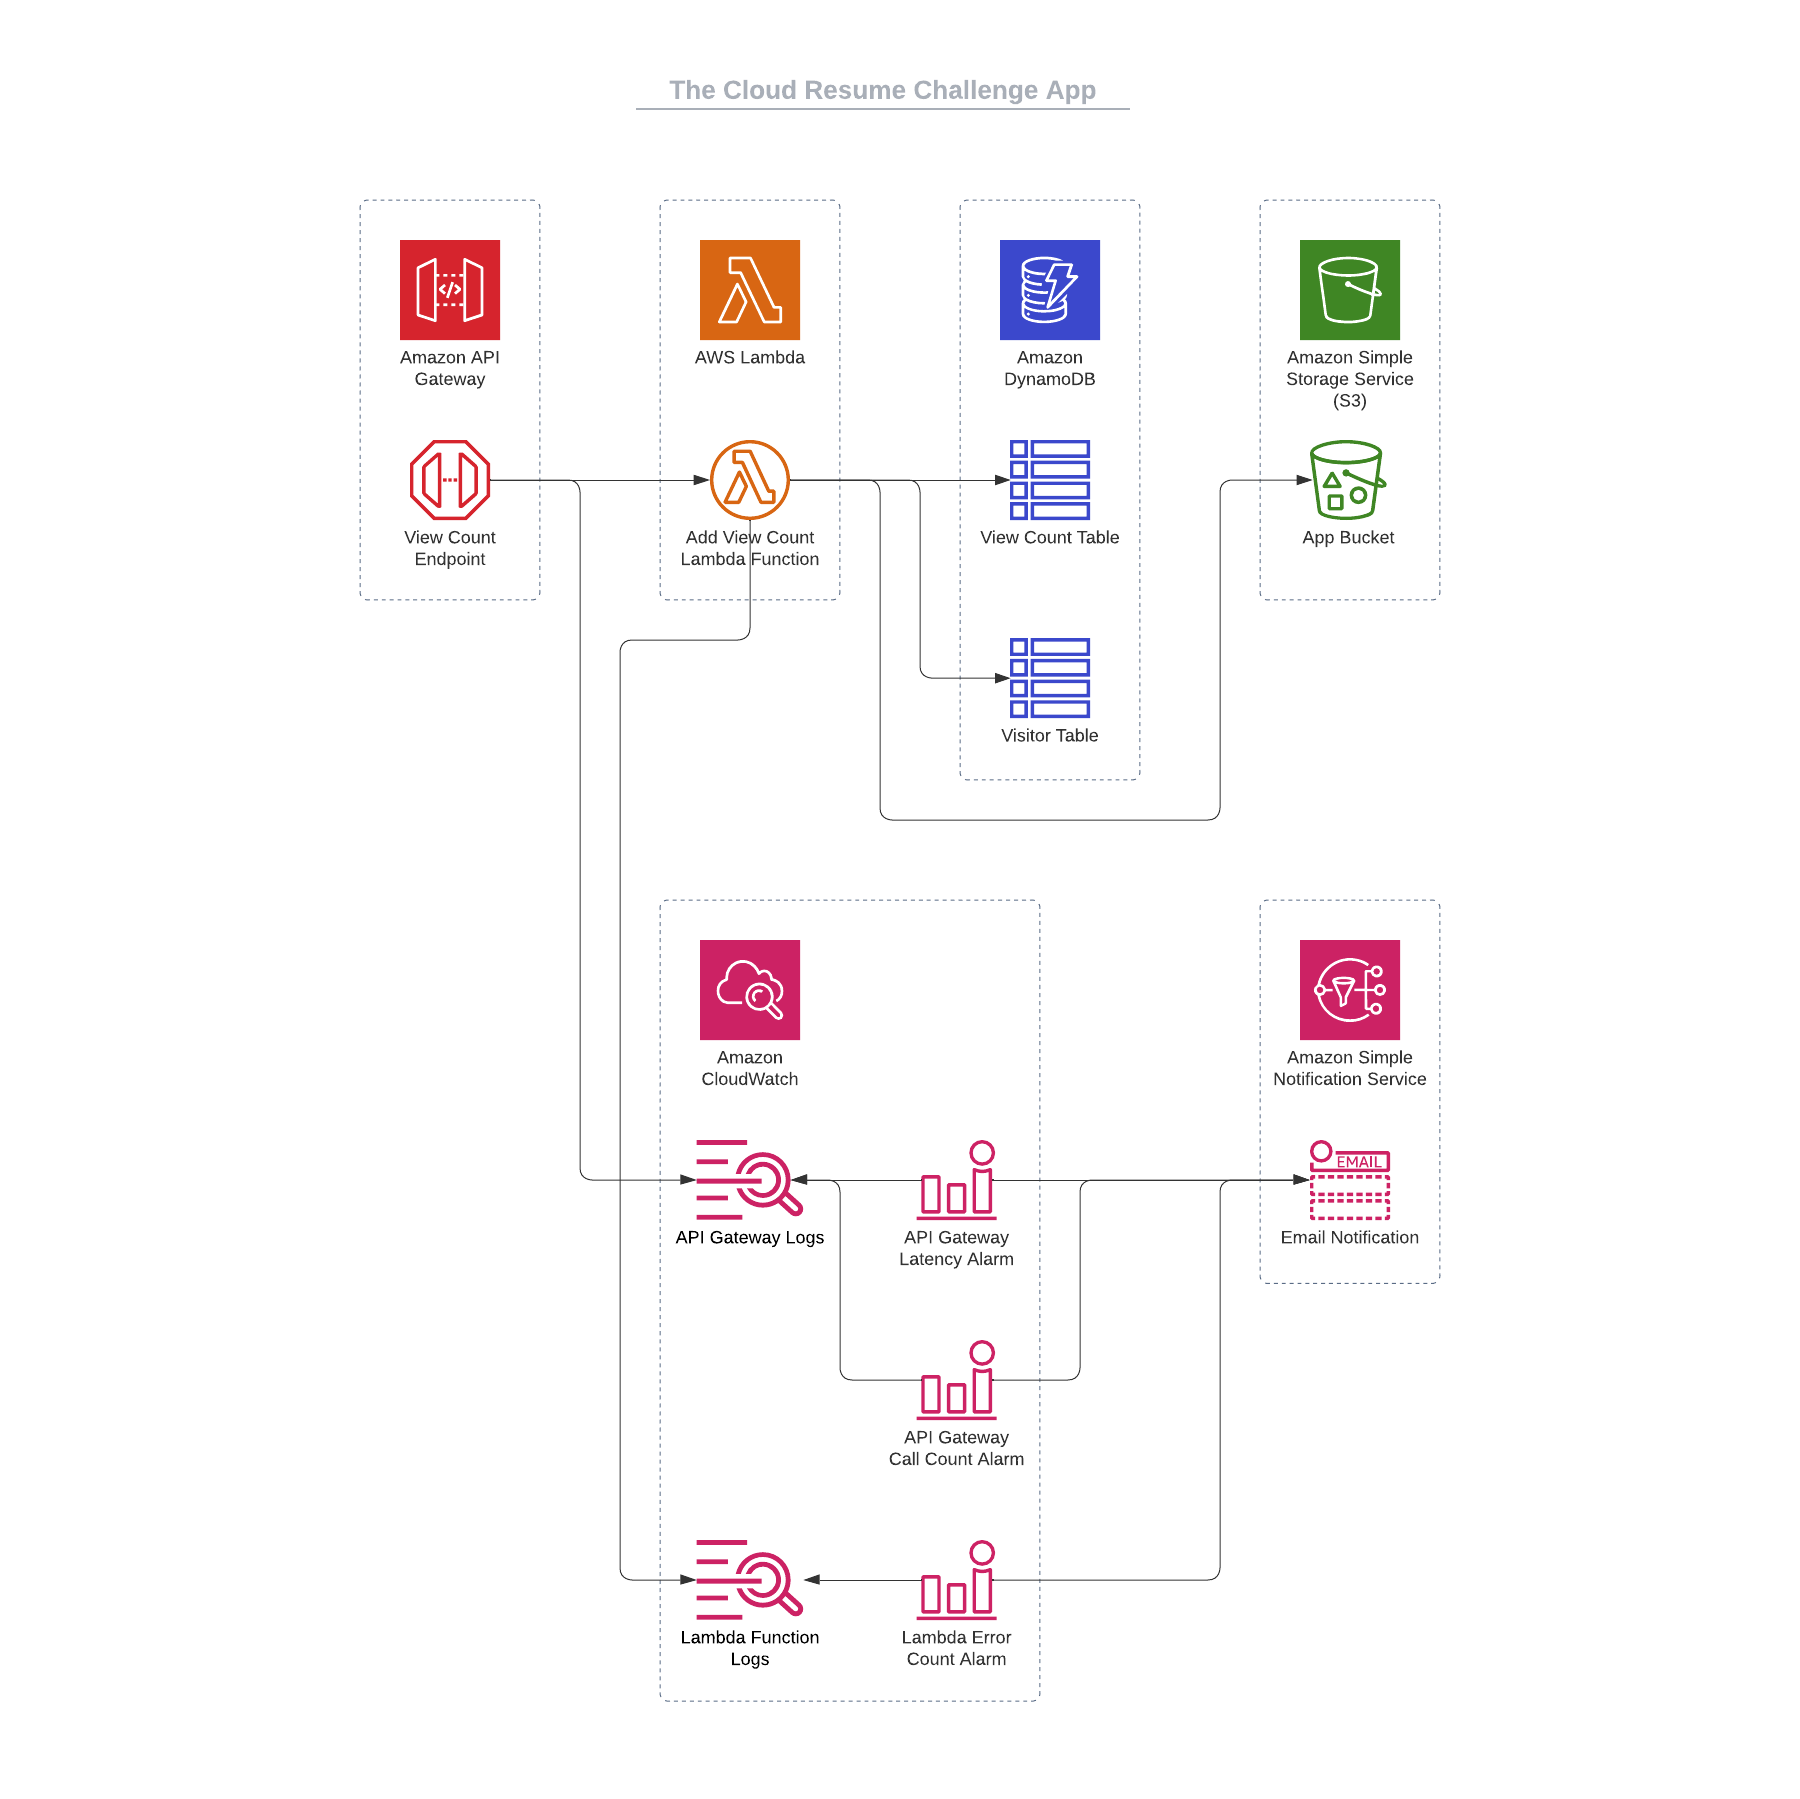 The Cloud Resume Challenge App
Amazon API
Gateway
AWS Lambda
Amazon
DynamoDB
Amazon Simple
Storage Service
(S3)
View Count
Endpoint
Add View Count
Lambda Function
View Count Table
App Bucket
Visitor Table
Amazon
CloudWatch
Amazon Simple
Notification Service
EMAIL
API Gateway Logs
API Gateway
Latency Alarm
Email Notification
API Gateway
Call Count Alarm
Lambda Function
Logs
Lambda Error
Count Alarm